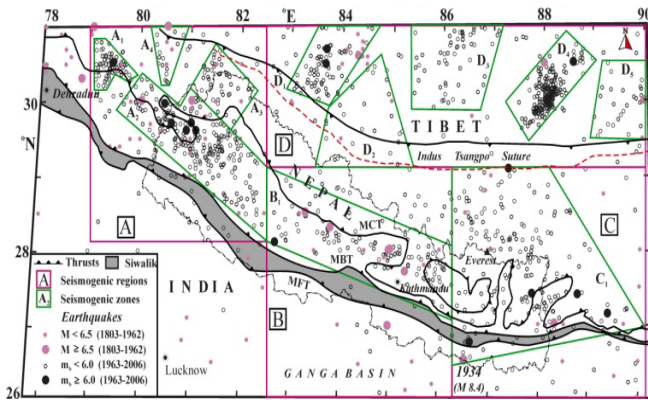 78 80 82 °E 84 86 88 90
A₁ A₄ D₃ D₄
D₁ D₅
30 Dehradun A₂ A₃ TIBET
°N D D₂ Indus Tsangpo Suture
NEPAL
A B₁ MCT C
28 Everest
MBT Kathmandu C₁
Thrusts Siwalik
A Seismogenic regions INDIA MFT
A₁ Seismogenic zones B
Earthquakes
M < 6.5 (1803-1962)
M ≥ 6.5 (1803-1962) Lucknow 1934
m_b < 6.0 (1963-2006) GANGA BASIN (M 8.4)
26 m_b ≥ 6.0 (1963-2006)